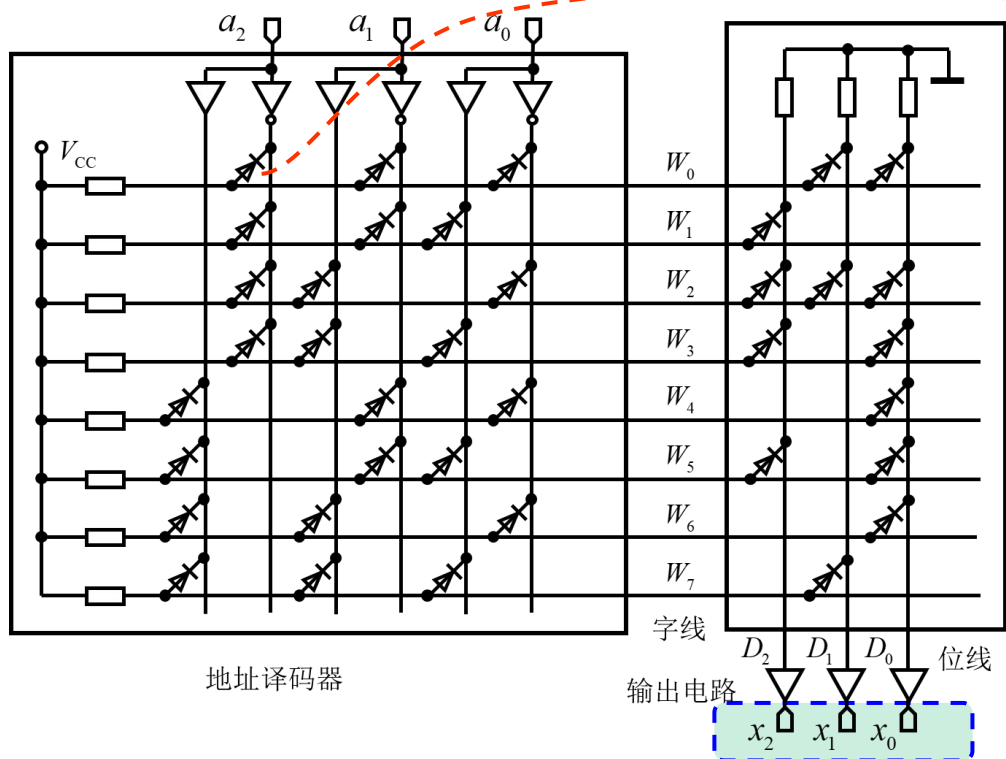 a₂ a₁ a₀
V_CC
W₀
W₁
W₂
W₃
W₄
W₅
W₆
W₇
字线
D₂ D₁ D₀ 位线
地址译码器
输出电路
x₂ x₁ x₀